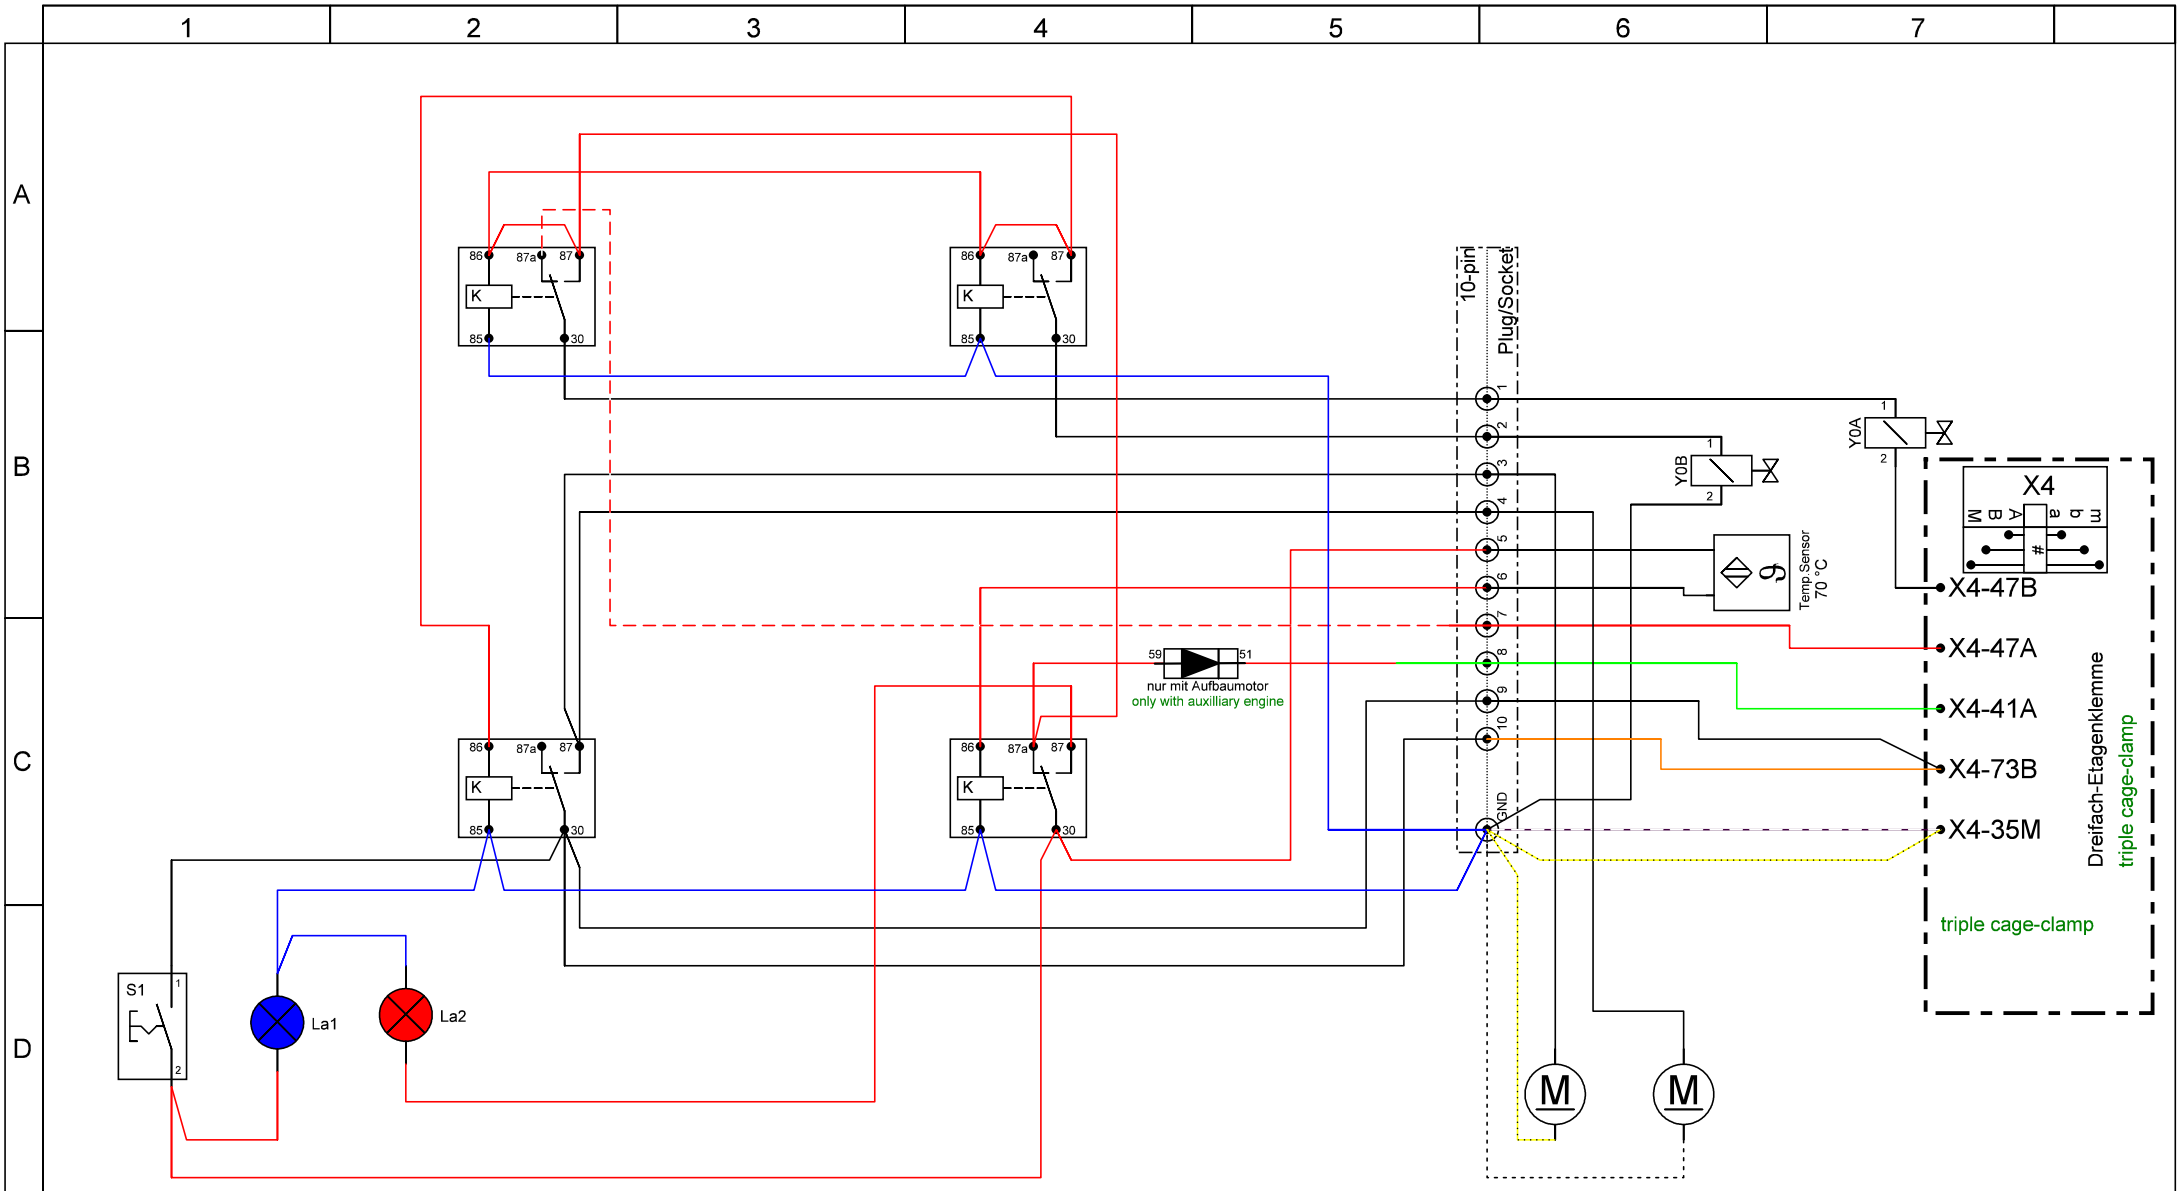 1 2 3 4 5 6 7
A
B
C
D
86 87a 87
K
85 30
86 87a 87
K
85 30
10-pin
Plug/Socket
1
2
3
4
5
6
7
8
9
10
GND
1
Y0A
2
1
Y0B
2
Temp.Sensor
70 °C
X4
M B A a b m
#
X4-47B
X4-47A
X4-41A
X4-73B
X4-35M
Dreifach-Etagenklemme
triple cage-clamp
triple cage-clamp
59 51
nur mit Aufbaumotor
only with auxilliary engine
86 87a 87
K
85 30
86 87a 87
K
85 30
S1
1
2
La1
La2
M
M